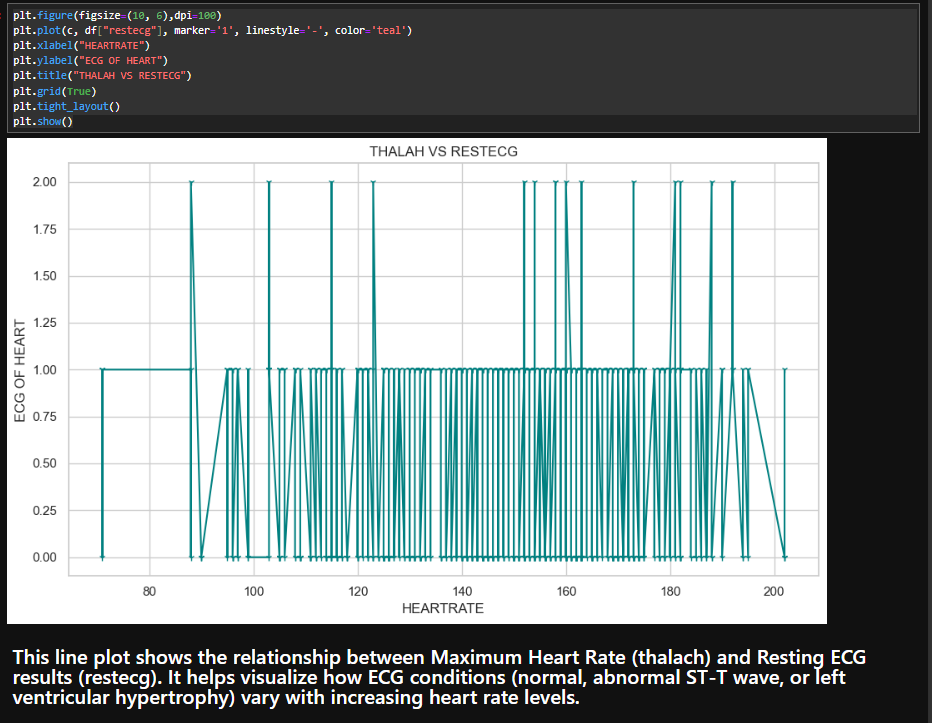 plt.figure(figsize=(10, 6),dpi=100)
plt.plot(c, df["restecg"], marker='1', linestyle='-', color='teal')
plt.xlabel("HEARTRATE")
plt.ylabel("ECG OF HEART")
plt.title("THALAH VS RESTECG")
plt.grid(True)
plt.tight_layout()
plt.show()
THALAH VS RESTECG
2.00
1.75
1.50
1.25
1.00
0.75
0.50
0.25
0.00
ECG OF HEART
80 100 120 140 160 180 200
HEARTRATE
This line plot shows the relationship between Maximum Heart Rate (thalach) and Resting ECG
results (restecg). It helps visualize how ECG conditions (normal, abnormal ST-T wave, or left
ventricular hypertrophy) vary with increasing heart rate levels.